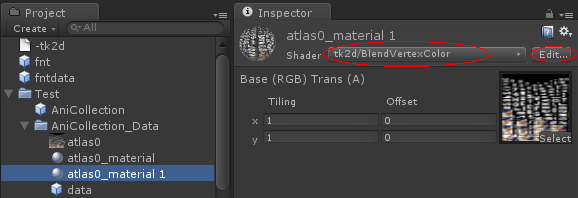 Project
Create
All
-tk2d
fnt
fntdata
Test
AniCollection
AniCollection_Data
atlas0
atlas0_material
atlas0_material 1
data
Inspector
atlas0_material 1
Shader
tk2d/BlendVertexColor
Edit...
Base (RGB) Trans (A)
Tiling
Offset
x
1
0
y
1
0
Select